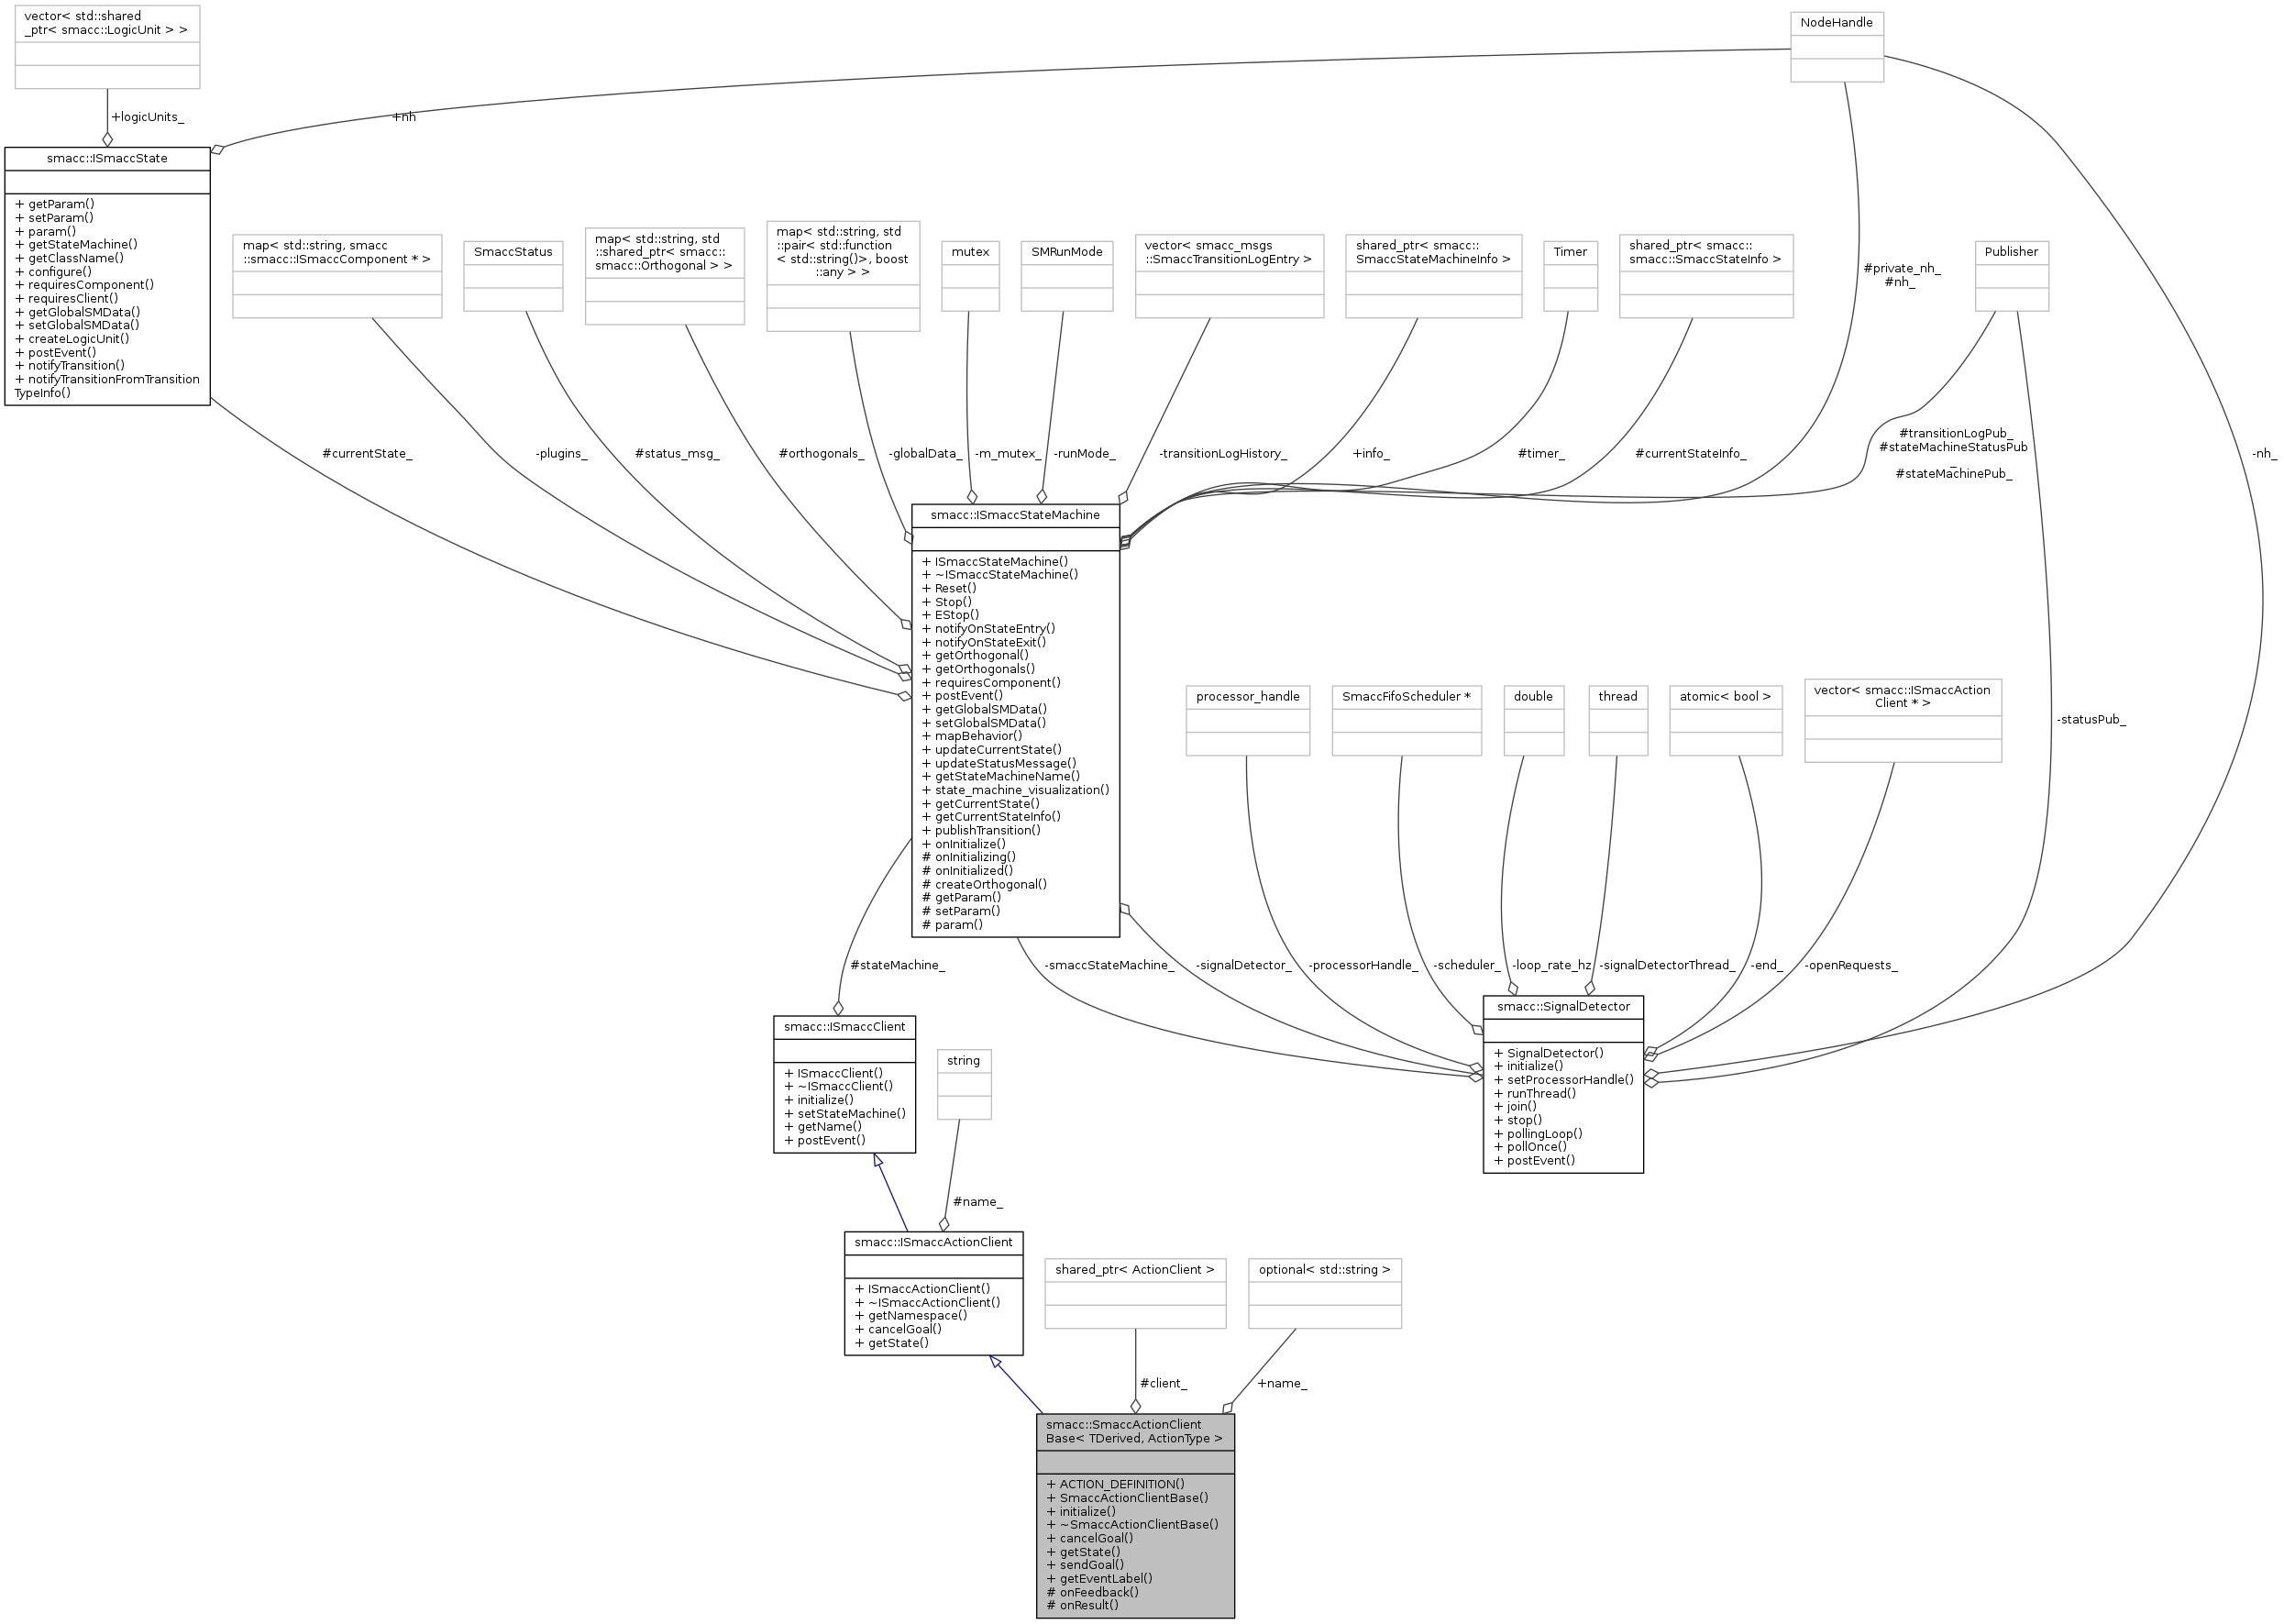 vector< std::shared
_ptr< smacc::LogicUnit > >
NodeHandle
+logicUnits_
+nh
smacc::ISmaccState
+ getParam()
+ setParam()
+ param()
+ getStateMachine()
+ getClassName()
+ configure()
+ requiresComponent()
+ requiresClient()
+ getGlobalSMData()
+ setGlobalSMData()
+ createLogicUnit()
+ postEvent()
+ notifyTransition()
+ notifyTransitionFromTransition
TypeInfo()
map< std::string, smacc
::smacc::ISmaccComponent * >
SmaccStatus
map< std::string, std
::shared_ptr< smacc::
smacc::Orthogonal > >
map< std::string, std
::pair< std::function
< std::string()>, boost
::any > >
mutex
SMRunMode
vector< smacc_msgs
::SmaccTransitionLogEntry >
shared_ptr< smacc::
SmaccStateMachineInfo >
Timer
shared_ptr< smacc::
smacc::SmaccStateInfo >
#private_nh_
#nh_
Publisher
#currentState_
-plugins_
#status_msg_
#orthogonals_
-globalData_
-m_mutex_
-runMode_
-transitionLogHistory_
+info_
#timer_
#currentStateInfo_
#transitionLogPub_
#stateMachineStatusPub
_
#stateMachinePub_
-nh_
smacc::ISmaccStateMachine
+ ISmaccStateMachine()
+ ~ISmaccStateMachine()
+ Reset()
+ Stop()
+ EStop()
+ notifyOnStateEntry()
+ notifyOnStateExit()
+ getOrthogonal()
+ getOrthogonals()
+ requiresComponent()
+ postEvent()
+ getGlobalSMData()
+ setGlobalSMData()
+ mapBehavior()
+ updateCurrentState()
+ updateStatusMessage()
+ getStateMachineName()
+ state_machine_visualization()
+ getCurrentState()
+ getCurrentStateInfo()
+ publishTransition()
+ onInitialize()
# onInitializing()
# onInitialized()
# createOrthogonal()
# getParam()
# setParam()
# param()
processor_handle
SmaccFifoScheduler *
double
thread
atomic< bool >
vector< smacc::ISmaccAction
Client * >
-statusPub_
#stateMachine_
-smaccStateMachine_
-signalDetector_
-processorHandle_
-scheduler_
-loop_rate_hz
-signalDetectorThread_
-end_
-openRequests_
smacc::SignalDetector
+ SignalDetector()
+ initialize()
+ setProcessorHandle()
+ runThread()
+ join()
+ stop()
+ pollingLoop()
+ pollOnce()
+ postEvent()
smacc::ISmaccClient
+ ISmaccClient()
+ ~ISmaccClient()
+ initialize()
+ setStateMachine()
+ getName()
+ postEvent()
string
#name_
smacc::ISmaccActionClient
+ ISmaccActionClient()
+ ~ISmaccActionClient()
+ getNamespace()
+ cancelGoal()
+ getState()
shared_ptr< ActionClient >
optional< std::string >
#client_
+name_
smacc::SmaccActionClient
Base< TDerived, ActionType >
+ ACTION_DEFINITION()
+ SmaccActionClientBase()
+ initialize()
+ ~SmaccActionClientBase()
+ cancelGoal()
+ getState()
+ sendGoal()
+ getEventLabel()
# onFeedback()
# onResult()